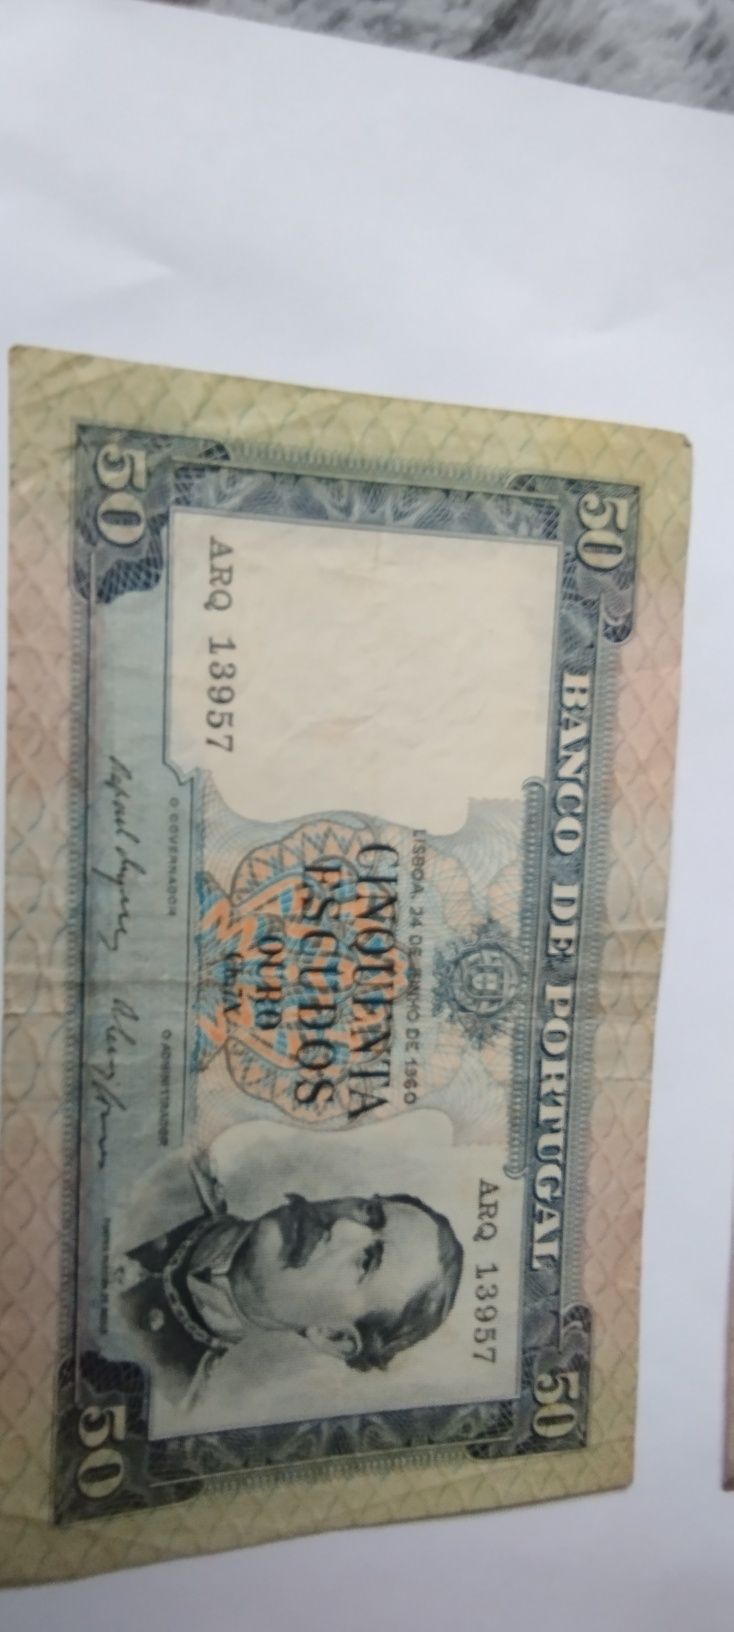 50
BANCO DE PORTUGAL
50
ARQ 13957
LISBOA, 24 DE JUNHO DE 1960
CINQUENTA
ESCUDOS
OURO
ARQ 13957
O GOVERNADOR
O ADMINISTRADOR
50
50